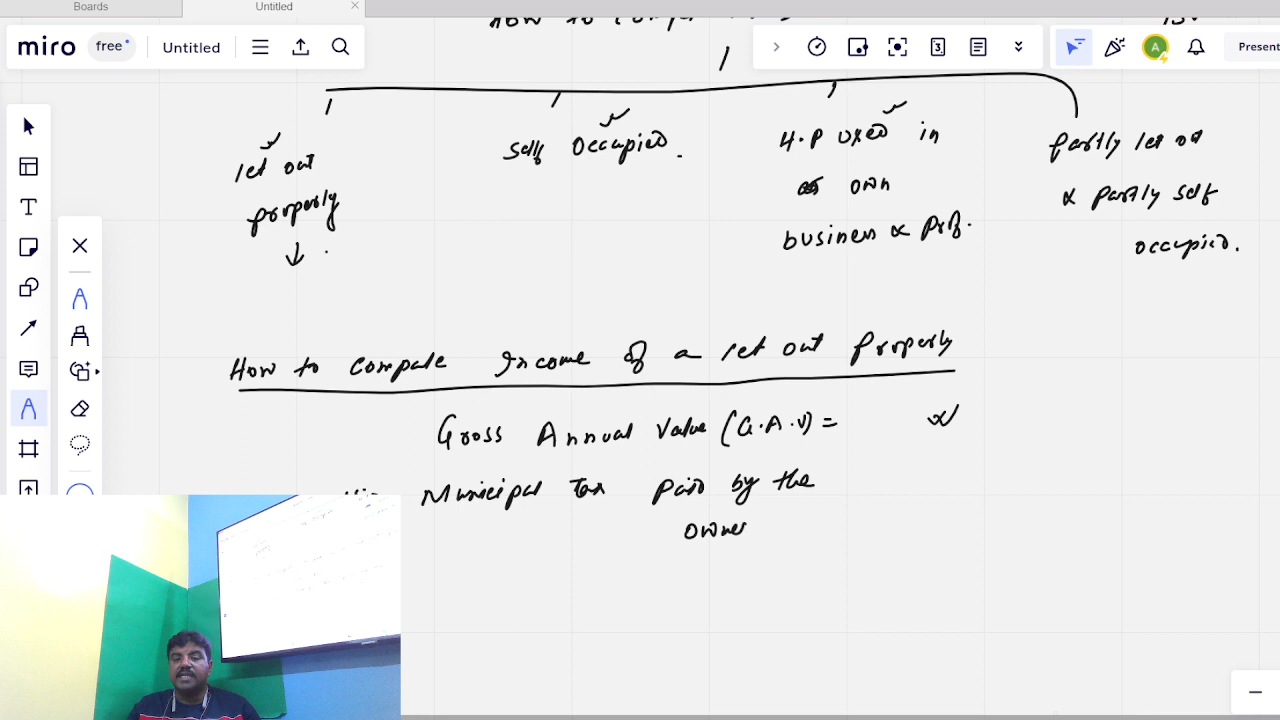 Boards
Untitled
miro
free
Untitled
3
A
Present
let out
property
Self Occupied.
H.P used in
own
business & Prof.
Partly let out
& Partly self
occupied.
How to Compute Income of a let out Property
Gross Annual Value (G.A.V) =
Municipal Tax Paid by the
owner